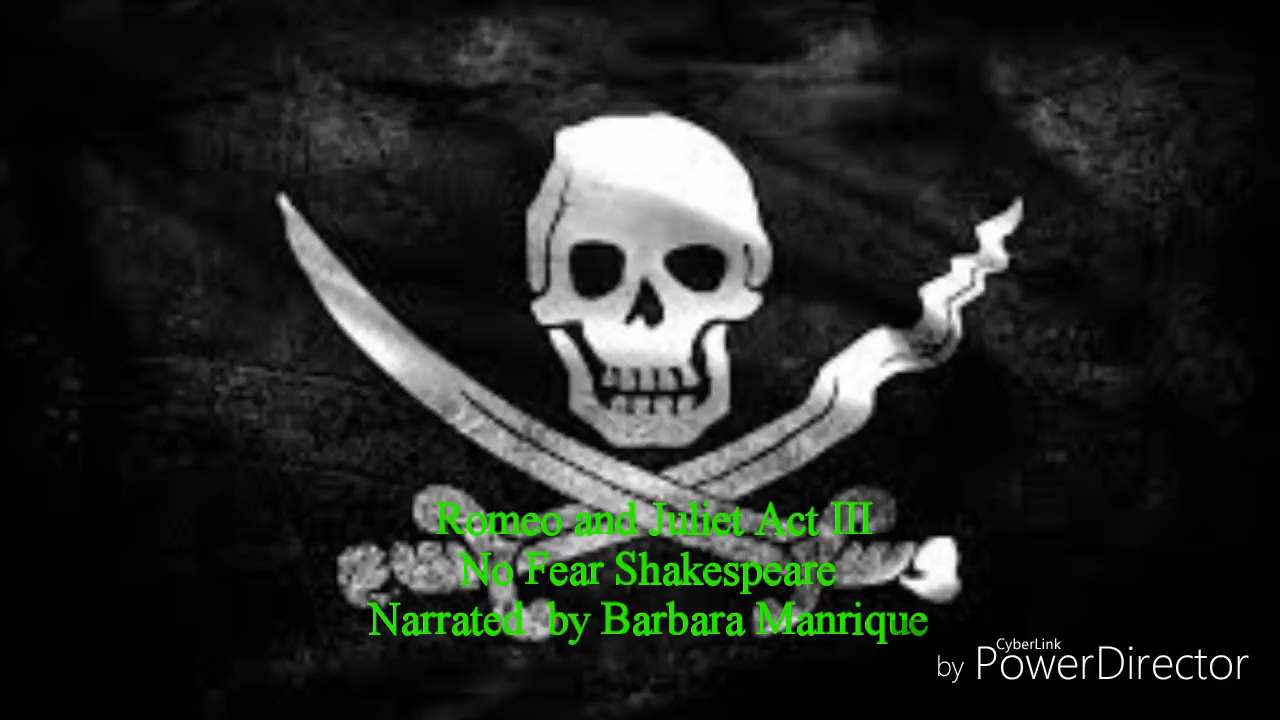 Romeo and Juliet Act III
No Fear Shakespeare
Narrated  by Barbara Manrique
CyberLink
by PowerDirector